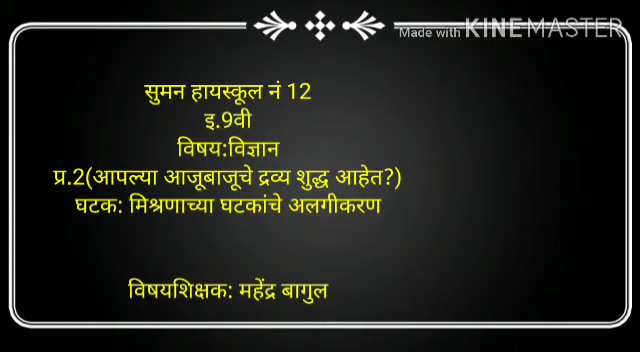 Made with KINEMASTER
सुमन हायस्कूल नं 12
इ.9वी
विषय:विज्ञान
प्र.2(आपल्या आजूबाजूचे द्रव्य शुद्ध आहेत?)
घटक: मिश्रणाच्या घटकांचे अलगीकरण
विषयशिक्षक: महेंद्र बागुल